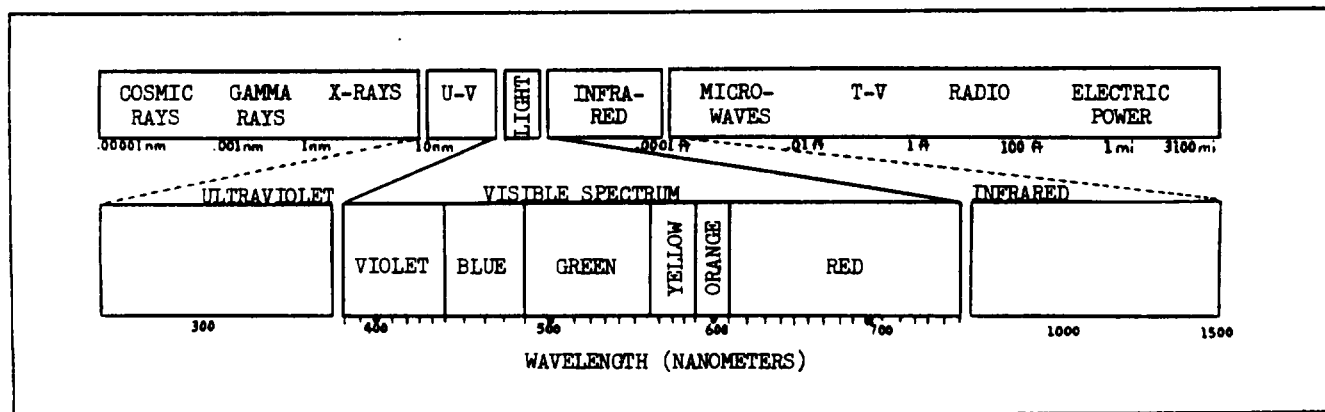 COSMIC RAYS
GAMMA RAYS
X-RAYS
U-V
LIGHT
INFRA-RED
MICRO-WAVES
T-V
RADIO
ELECTRIC POWER
.00001nm .001nm 1nm 10nm .0001 ft .01 ft 1 ft 100 ft 1 mi 3100 mi
ULTRAVIOLET VISIBLE SPECTRUM INFRARED
VIOLET BLUE GREEN YELLOW ORANGE RED
300 400 500 600 700 1000 1500
WAVELENGTH (NANOMETERS)